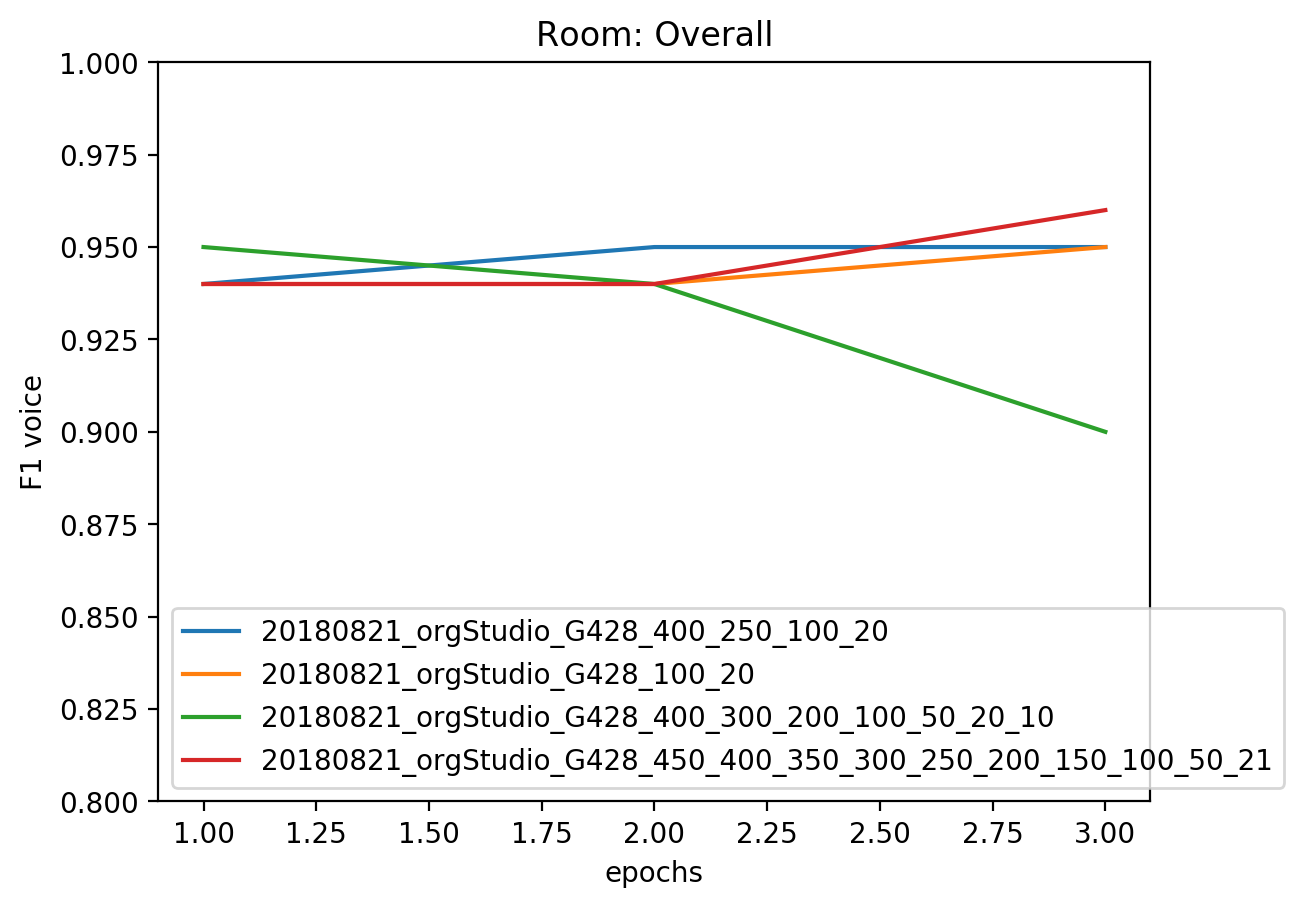 Room: Overall
1.000
0.975
0.950
0.925
0.900
0.875
0.850
0.825
0.800
F1 voice
20180821_orgStudio_G428_400_250_100_20
20180821_orgStudio_G428_100_20
20180821_orgStudio_G428_400_300_200_100_50_20_10
20180821_orgStudio_G428_450_400_350_300_250_200_150_100_50_21
1.00 1.25 1.50 1.75 2.00 2.25 2.50 2.75 3.00
epochs